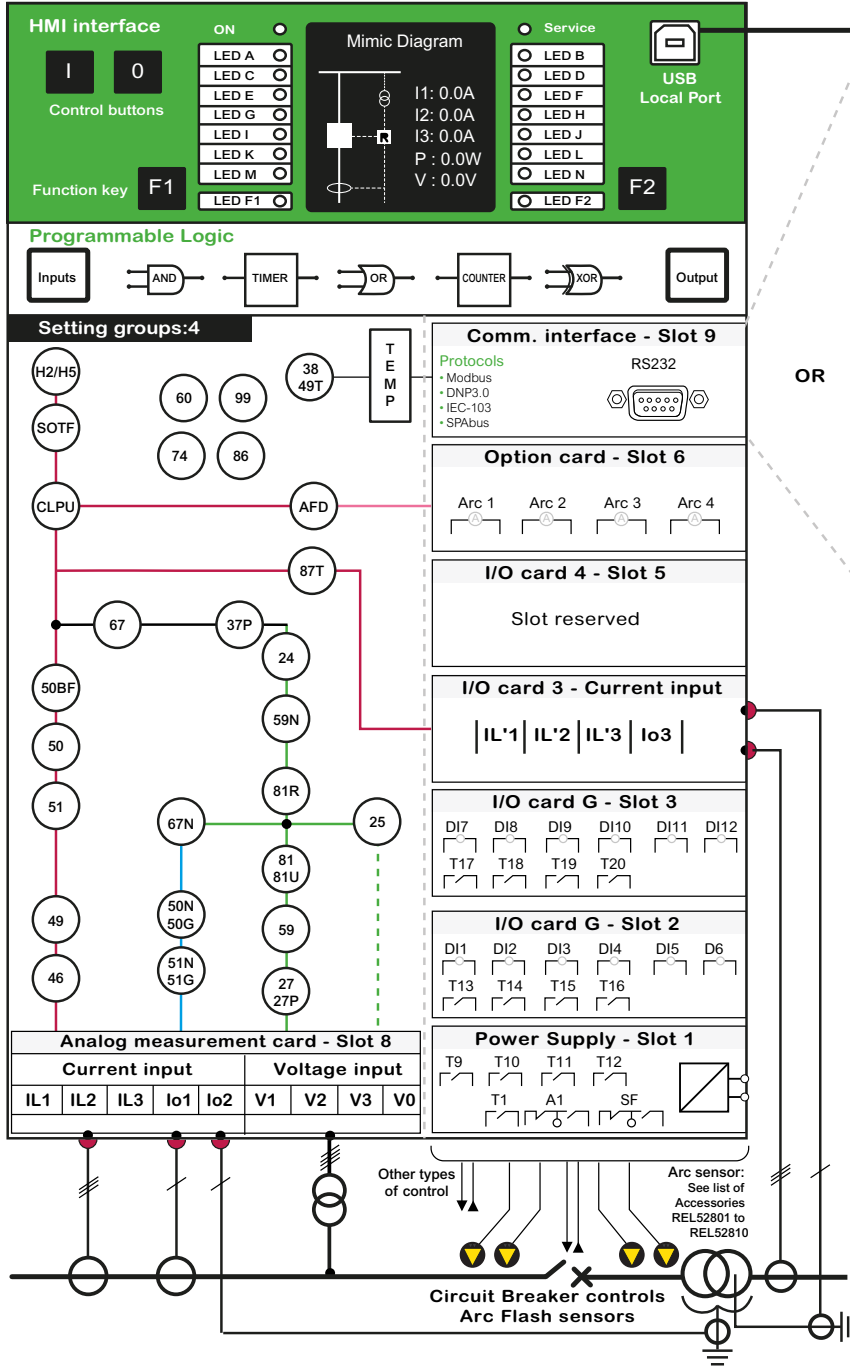 HMI interface
ON
Service
I
0
Control buttons
LED A
LED C
LED E
LED G
LED I
LED K
LED M
LED F1
Mimic Diagram
I1: 0.0A
I2: 0.0A
I3: 0.0A
P : 0.0W
V : 0.0V
R
LED B
LED D
LED F
LED H
LED J
LED L
LED N
LED F2
USB
Local Port
Function key
F1
F2
Programmable Logic
Inputs
AND
TIMER
OR
COUNTER
XOR
Output
Setting groups:4
H2/H5
SOTF
CLPU
60
99
74
86
38
49T
T
E
M
P
AFD
87T
67
37P
24
59N
81R
50BF
50
51
67N
25
81
81U
50N
50G
59
49
51N
51G
27
27P
46
Comm. interface - Slot 9
Protocols
• Modbus
• DNP3.0
• IEC-103
• SPAbus
RS232
OR
Option card - Slot 6
Arc 1
Arc 2
Arc 3
Arc 4
A
A
A
A
I/O card 4 - Slot 5
Slot reserved
I/O card 3 - Current input
IL'1
IL'2
IL'3
Io3
I/O card G - Slot 3
DI7
DI8
DI9
DI10
DI11
DI12
T17
T18
T19
T20
I/O card G - Slot 2
DI1
DI2
DI3
DI4
DI5
D6
T13
T14
T15
T16
Power Supply - Slot 1
T9
T10
T11
T12
T1
A1
SF
Analog measurement card - Slot 8
Current input
Voltage input
IL1
IL2
IL3
Io1
Io2
V1
V2
V3
V0
Other types
of control
Arc sensor:
See list of
Accessories
REL52801 to
REL52810
Circuit Breaker controls
Arc Flash sensors